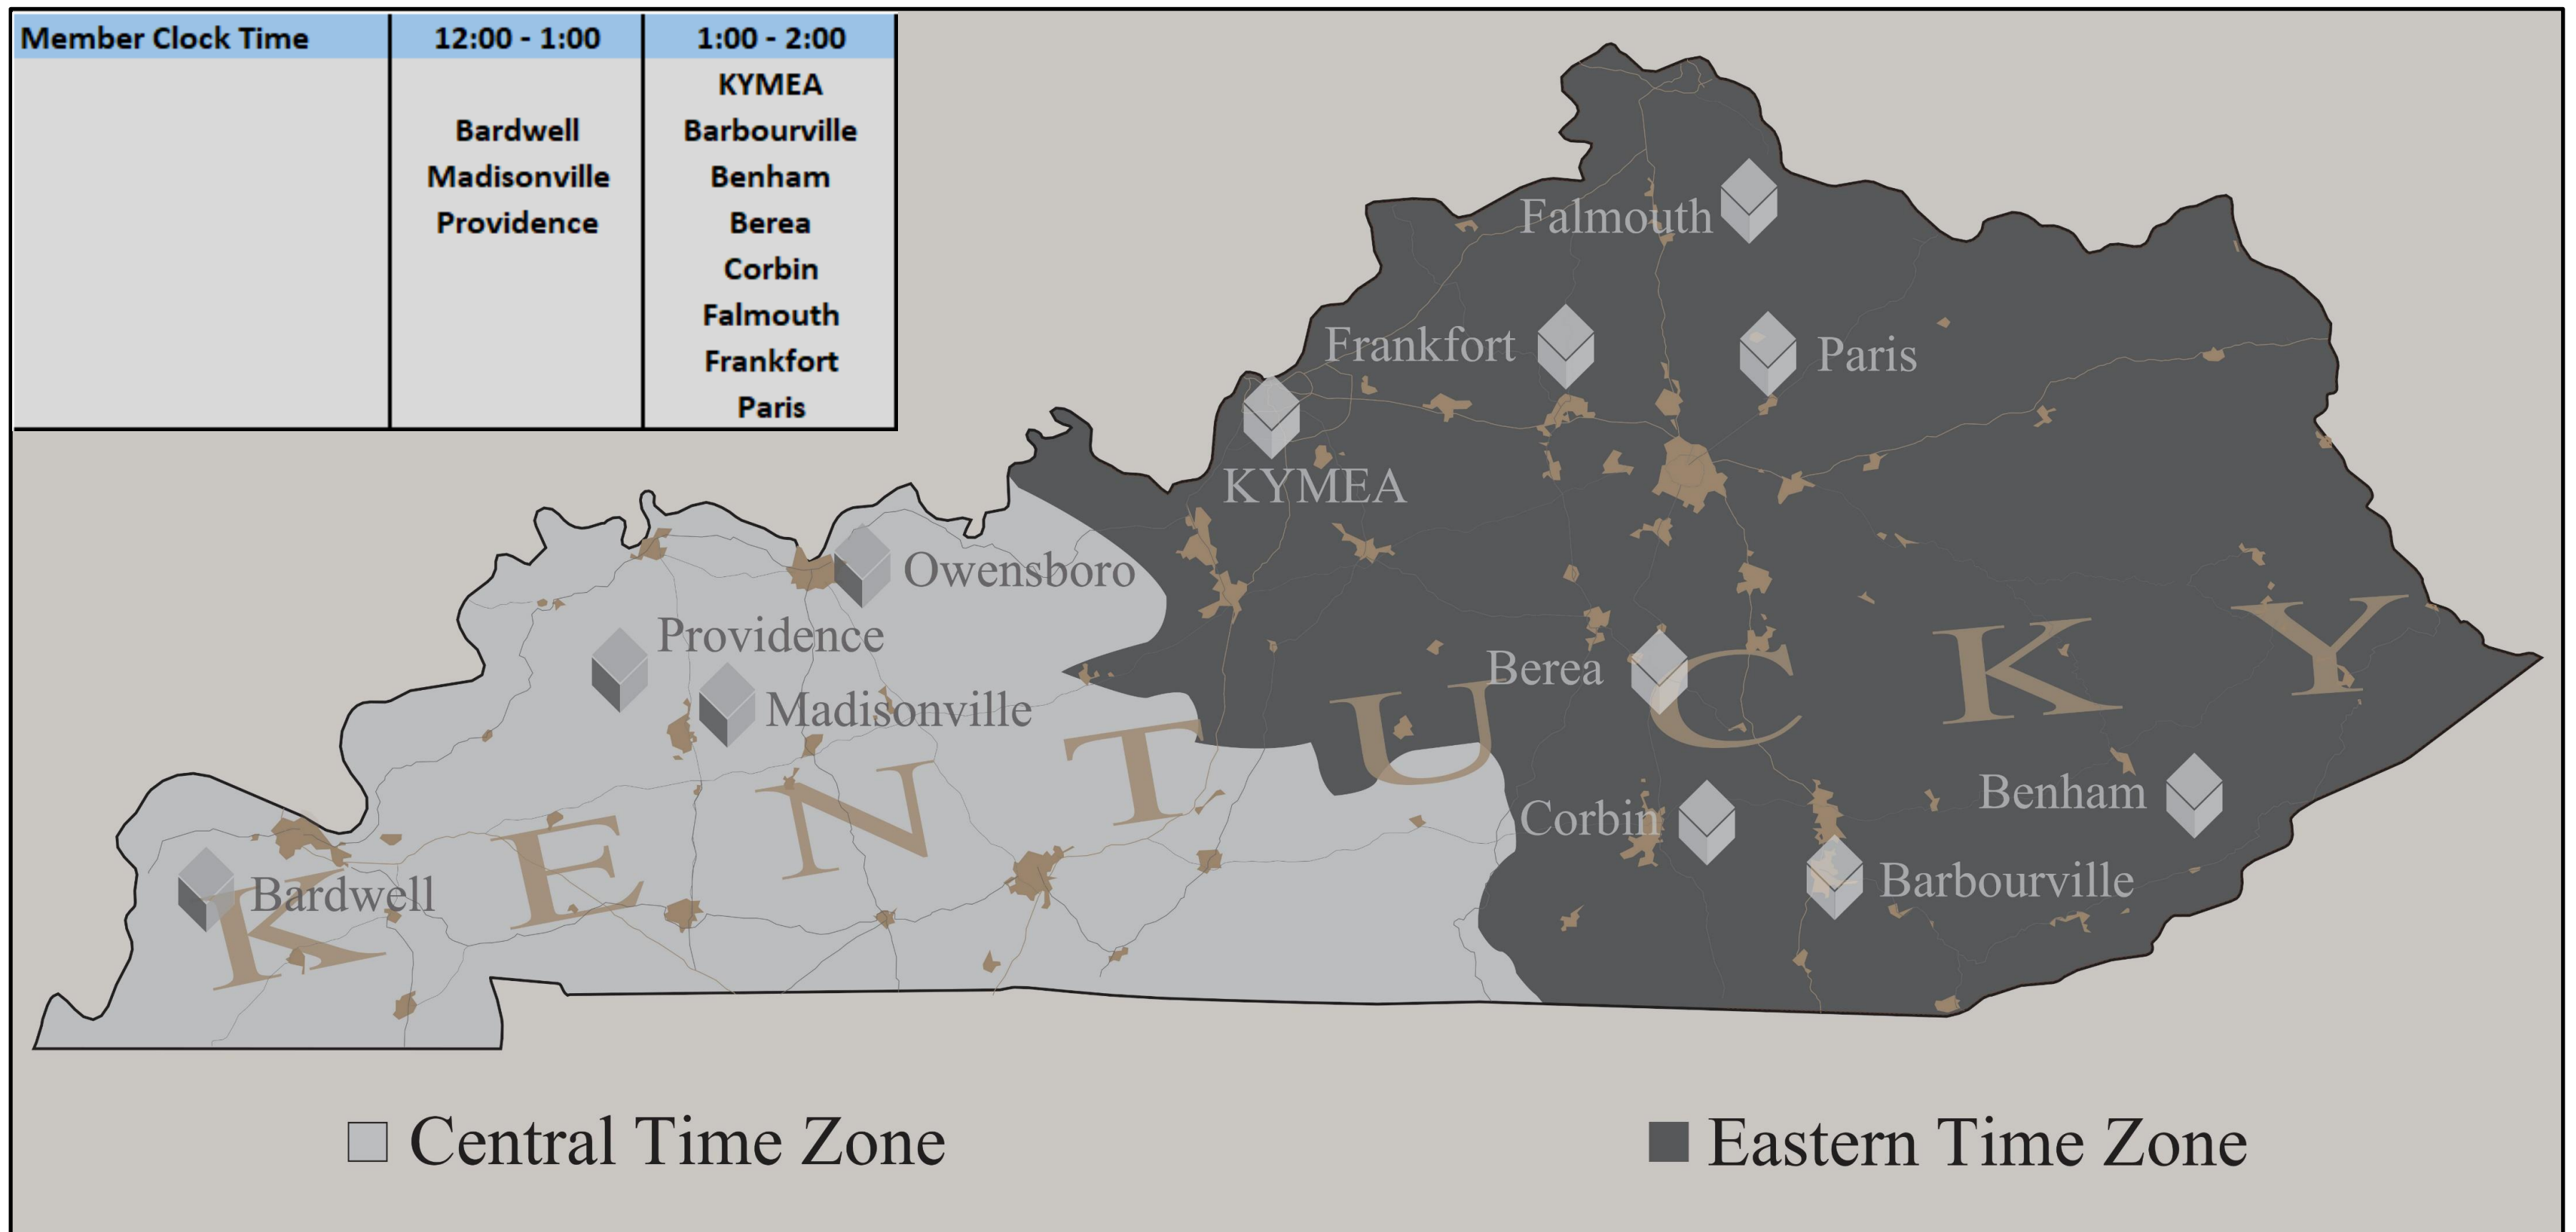 Member Clock Time 12:00 - 1:00 1:00 - 2:00
KYMEA
Bardwell Barbourville
Madisonville Benham
Providence Berea
Corbin
Falmouth
Frankfort
Paris
Falmouth
Frankfort
Paris
KYMEA
Owensboro
Providence
Berea
Madisonville
Benham
Corbin
Bardwell
Barbourville
KENTUCKY
Central Time Zone
Eastern Time Zone